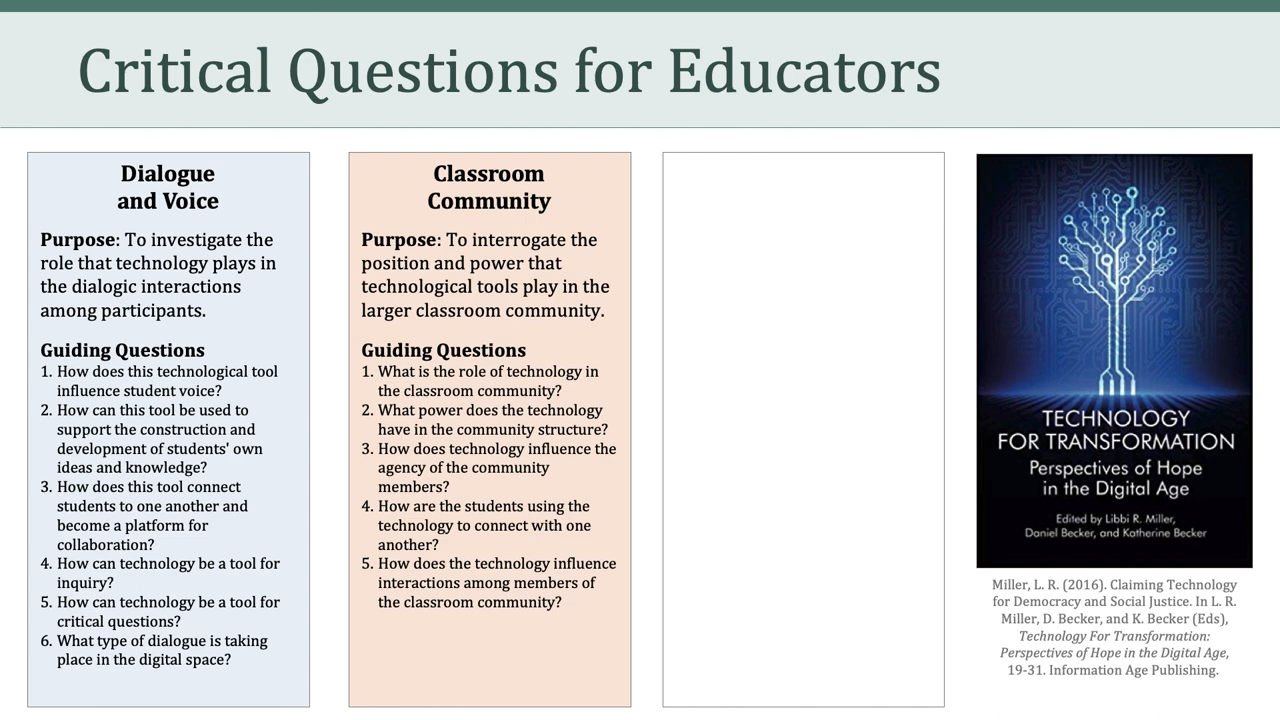 Critical Questions for Educators
Dialogue
and Voice
Purpose: To investigate the
role that technology plays in
the dialogic interactions
among participants.
Guiding Questions
1. How does this technological tool
influence student voice?
2. How can this tool be used to
support the construction and
development of students' own
ideas and knowledge?
3. How does this tool connect
students to one another and
become a platform for
collaboration?
4. How can technology be a tool for
inquiry?
5. How can technology be a tool for
critical questions?
6. What type of dialogue is taking
place in the digital space?
Classroom
Community
Purpose: To interrogate the
position and power that
technological tools play in the
larger classroom community.
Guiding Questions
1. What is the role of technology in
the classroom community?
2. What power does the technology
have in the community structure?
3. How does technology influence the
agency of the community
members?
4. How are the students using the
technology to connect with one
another?
5. How does the technology influence
interactions among members of
the classroom community?
TECHNOLOGY
FOR TRANSFORMATION
Perspectives of Hope
in the Digital Age
Edited by Libbi R. Miller,
Daniel Becker, and Katherine Becker
Miller, L. R. (2016). Claiming Technology
for Democracy and Social Justice. In L. R.
Miller, D. Becker, and K. Becker (Eds),
Technology For Transformation:
Perspectives of Hope in the Digital Age,
19-31. Information Age Publishing.